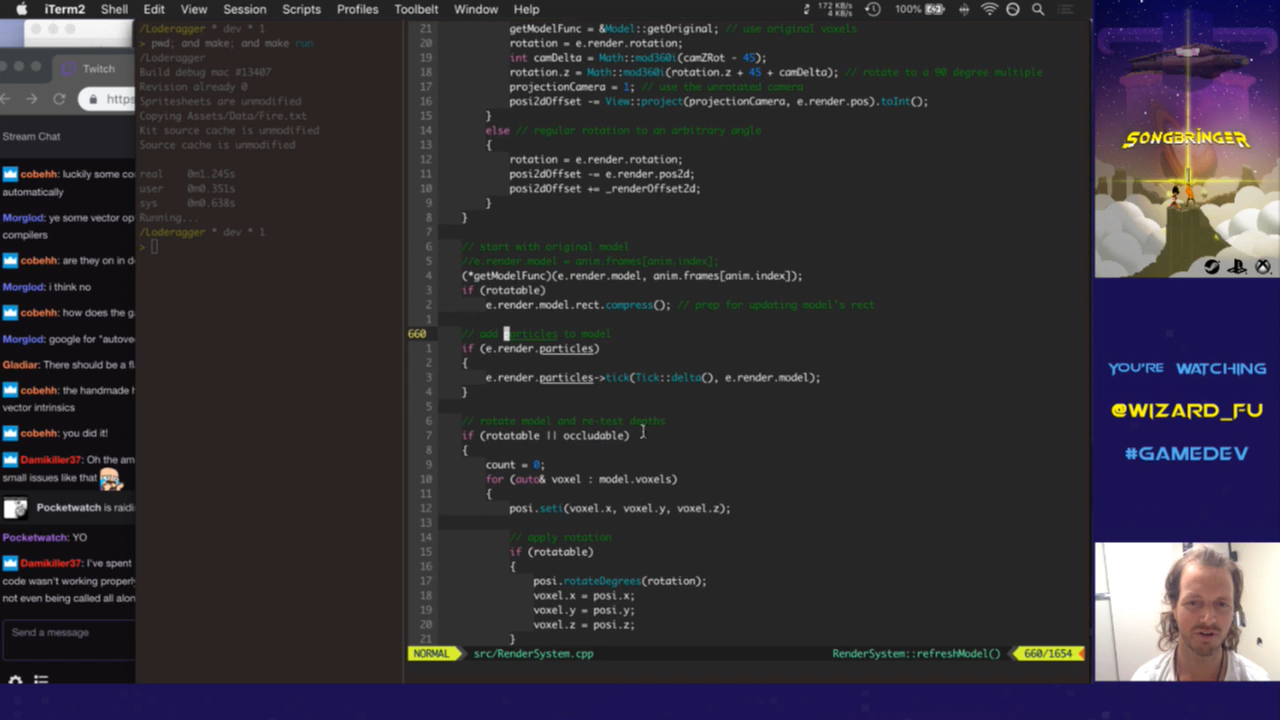 iTerm2 Shell Edit View Session Scripts Profiles Toolbelt Window Help
172 KB/s
4 KB/s
100%
Twitch
https
Stream Chat
cobehh: luckily some co
automatically
Morglod: ye some vector op
compilers
cobehh: are they on in d
Morglod: i think no
cobehh: how does the ga
Morglod: google for "autove
Gladiar: There should be a fl
cobehh: the handmade h
vector intrinsics
cobehh: you did it!
Damikiller37: Oh the am
small issues like that
Pocketwatch is raidi
Pocketwatch: YO
Damikiller37: I've spent
code wasn't working properly
not even being called all alon
Send a message
/Loderagger * dev * 1
> pwd; and make; and make run
/Loderagger
Build debug mac #13407
Revision already 0
Spritesheets are unmodified
Copying Assets/Data/Fire.txt
Kit source cache is unmodified
Source cache is unmodified
real 0m1.245s
user 0m0.351s
sys 0m0.638s
Running...
/Loderagger * dev * 1
>
21 getModelFunc = &Model::getOriginal; // use original voxels
20 rotation = e.render.rotation;
19 int camDelta = Math::mod360i(camZRot - 45);
18 rotation.z = Math::mod360i(rotation.z + 45 + camDelta); // rotate to a 90 degree multiple
17 projectionCamera = 1; // use the unrotated camera
16 posi2dOffset -= View::project(projectionCamera, e.render.pos).toInt();
15 }
14 else // regular rotation to an arbitrary angle
13 {
12 rotation = e.render.rotation;
11 posi2dOffset -= e.render.pos2d;
10 posi2dOffset += _renderOffset2d;
9 }
8 }
7
6 // start with original model
5 //e.render.model = anim.frames[anim.index];
4 (*getModelFunc)(e.render.model, anim.frames[anim.index]);
3 if (rotatable)
2 e.render.model.rect.compress(); // prep for updating model's rect
1
660 // add particles to model
1 if (e.render.particles)
2 {
3 e.render.particles->tick(Tick::delta(), e.render.model);
4 }
5
6 // rotate model and re-test depths
7 if (rotatable || occludable)
8 {
9 count = 0;
10 for (auto& voxel : model.voxels)
11 {
12 posi.seti(voxel.x, voxel.y, voxel.z);
13
14 // apply rotation
15 if (rotatable)
16 {
17 posi.rotateDegrees(rotation);
18 voxel.x = posi.x;
19 voxel.y = posi.y;
20 voxel.z = posi.z;
21 }
NORMAL src/RenderSystem.cpp RenderSystem::refreshModel() 660/1654
SONGBRINGER
YOU'RE WATCHING
@WIZARD_FU
#GAMEDEV